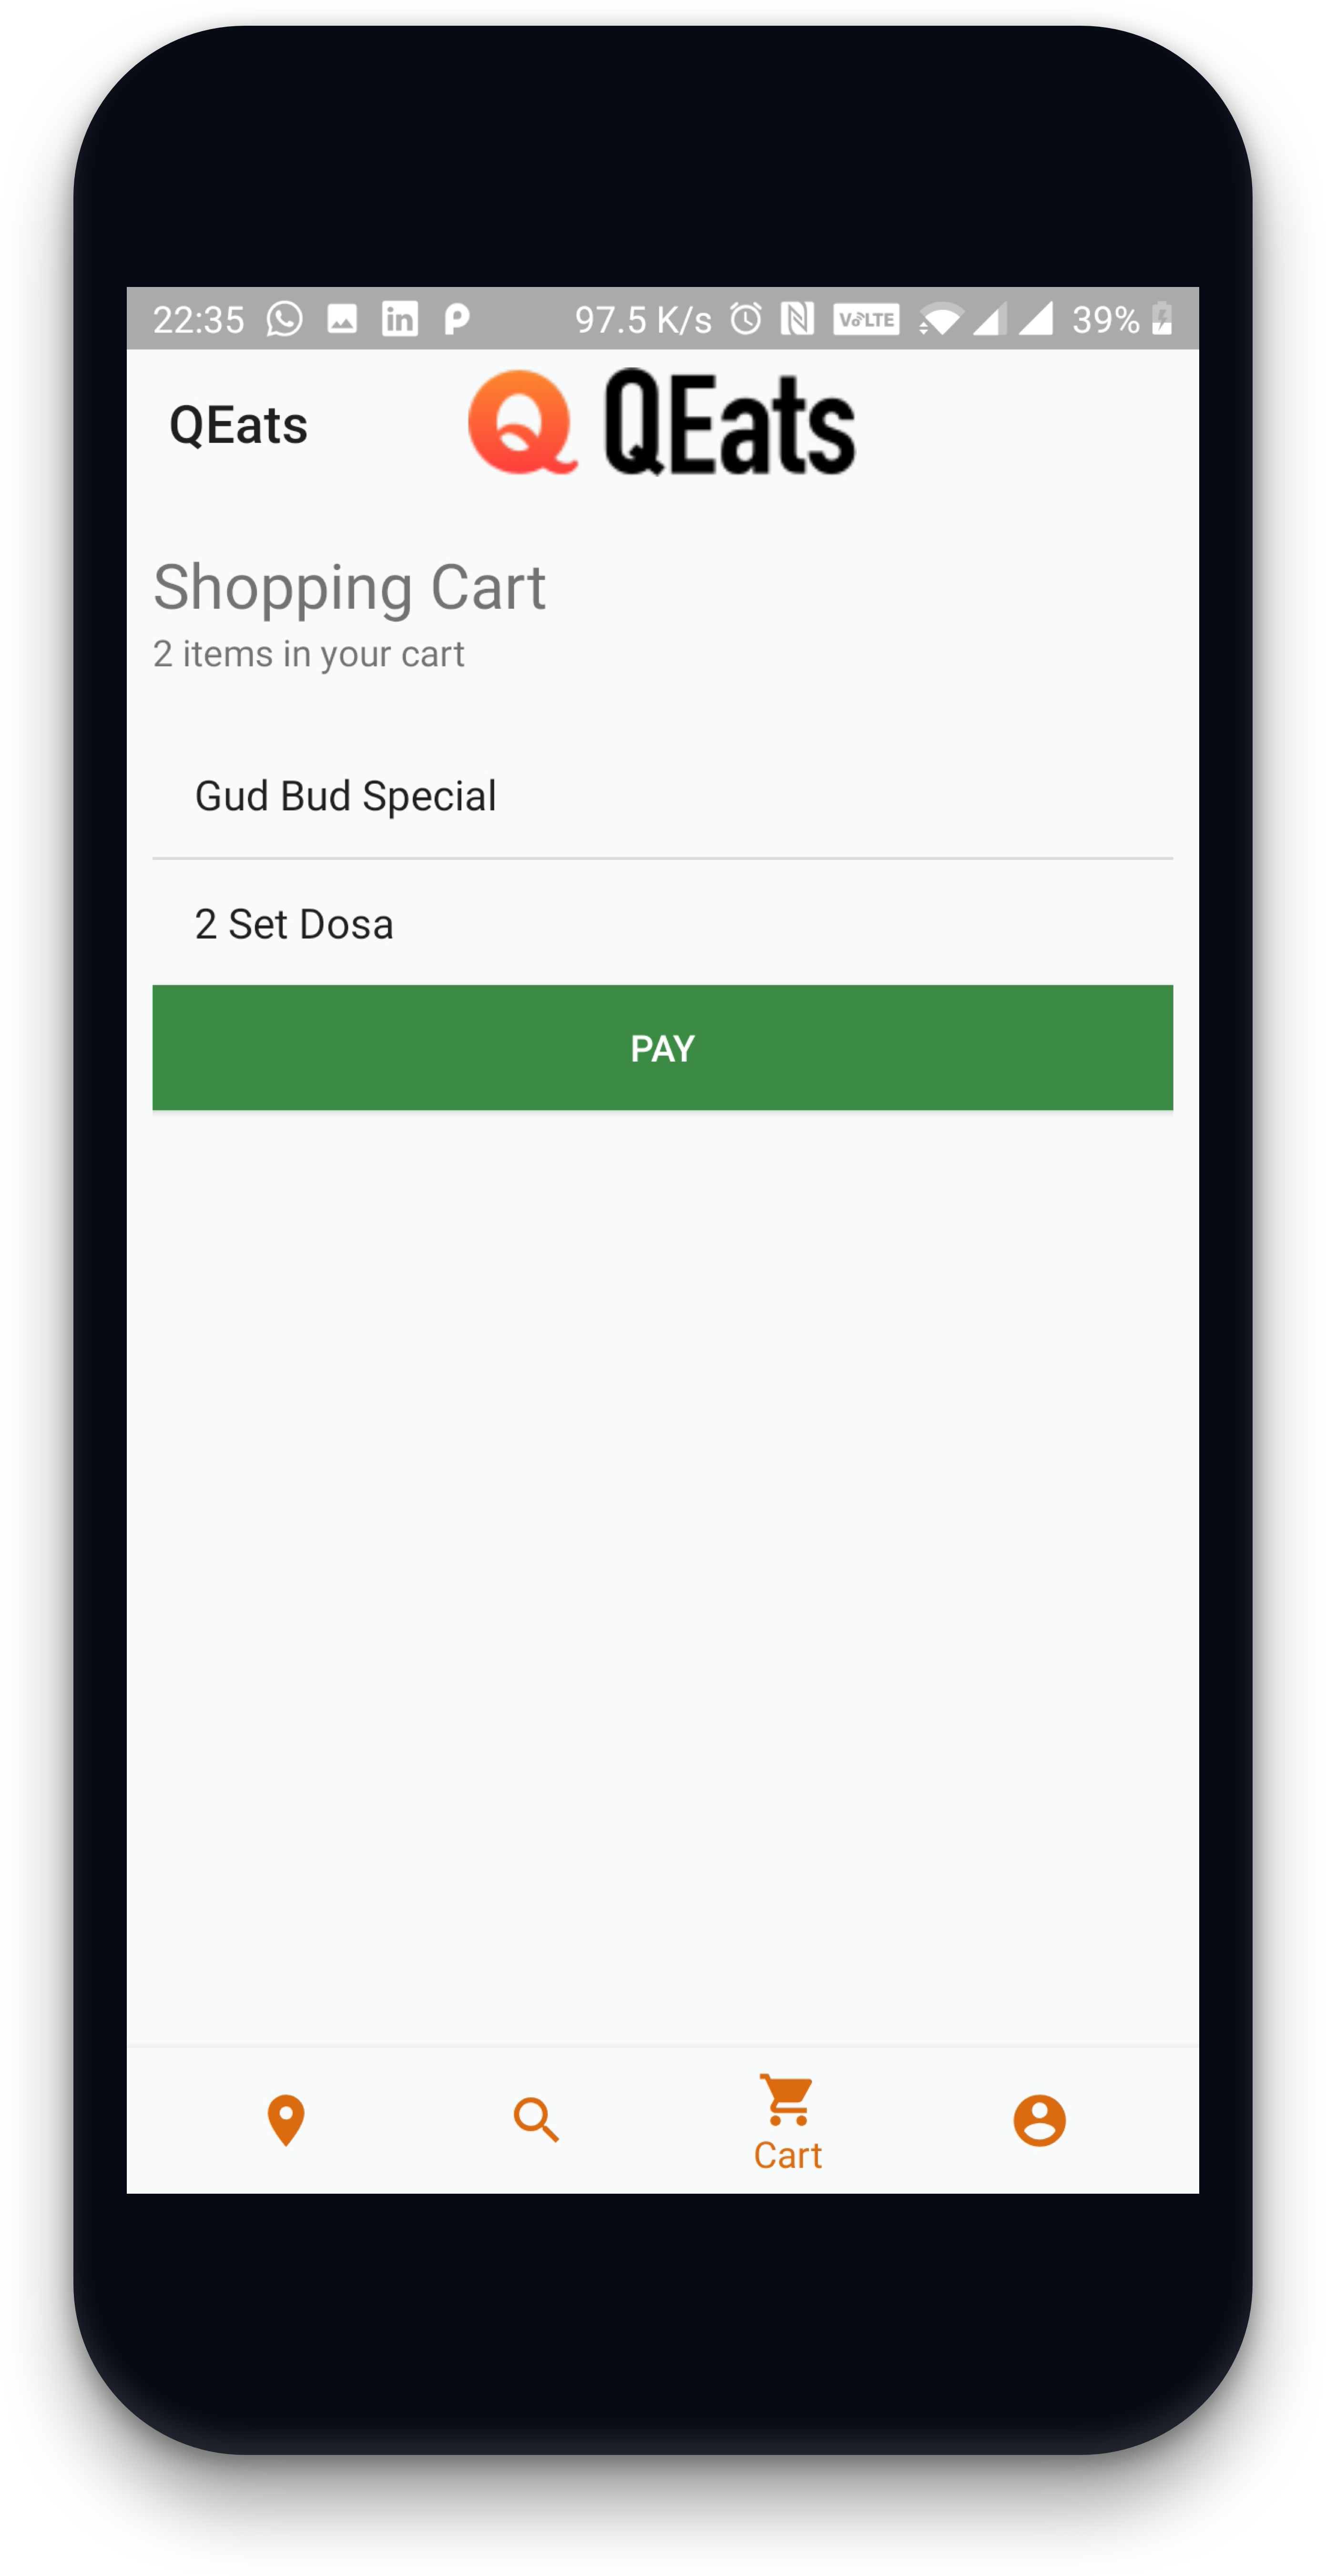 22:35 97.5 K/s VoLTE 39%
QEats QEats
Shopping Cart
2 items in your cart
Gud Bud Special
2 Set Dosa
PAY
Cart